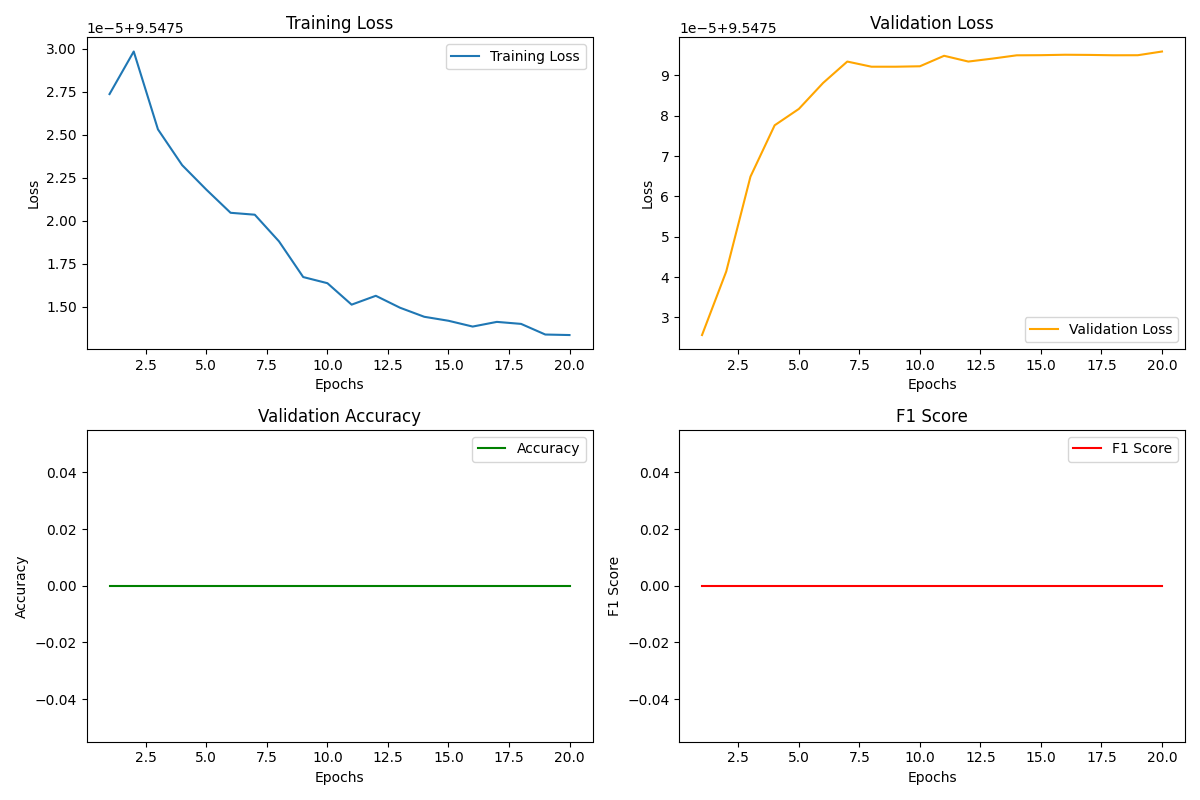 Training Loss
1e−5+9.5475
Training Loss
3.00
2.75
2.50
2.25
2.00
1.75
1.50
Loss
2.5 5.0 7.5 10.0 12.5 15.0 17.5 20.0
Epochs
Validation Loss
1e−5+9.5475
9
8
7
6
5
4
3
Loss
Validation Loss
2.5 5.0 7.5 10.0 12.5 15.0 17.5 20.0
Epochs
Validation Accuracy
Accuracy
0.04
0.02
0.00
−0.02
−0.04
Accuracy
2.5 5.0 7.5 10.0 12.5 15.0 17.5 20.0
Epochs
F1 Score
F1 Score
0.04
0.02
0.00
−0.02
−0.04
F1 Score
2.5 5.0 7.5 10.0 12.5 15.0 17.5 20.0
Epochs